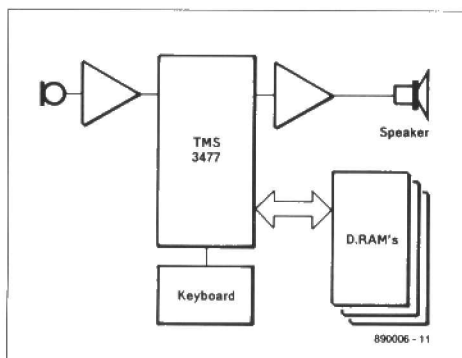 TMS
3477
Speaker
D.RAM's
Keyboard
890006 - 11